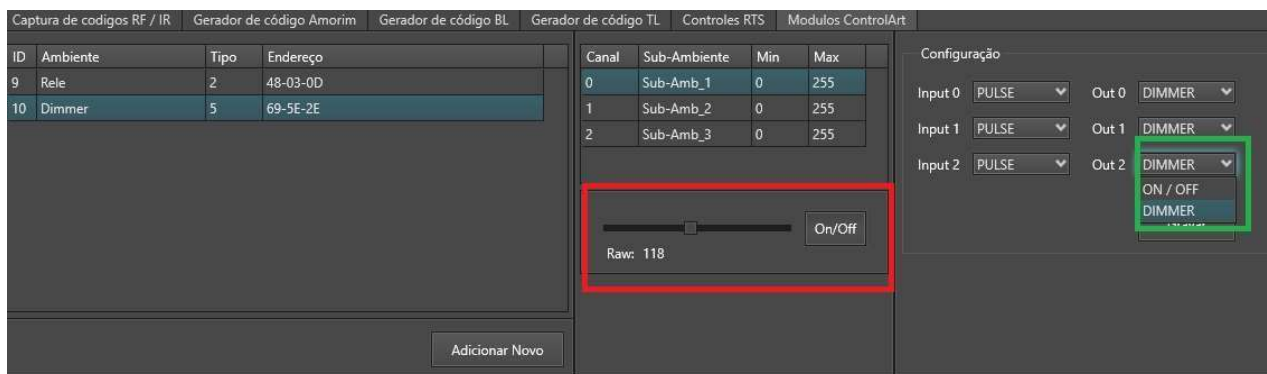 Captura de codigos RF / IR Gerador de código Amorim Gerador de código BL Gerador de código TL Controles RTS Modulos ControlArt
ID Ambiente Tipo Endereço
9 Rele 2 48-03-0D
10 Dimmer 5 69-5E-2E
Adicionar Novo
Canal Sub-Ambiente Min Max
0 Sub-Amb_1 0 255
1 Sub-Amb_2 0 255
2 Sub-Amb_3 0 255
On/Off
Raw: 118
Configuração
Input 0 PULSE Out 0 DIMMER
Input 1 PULSE Out 1 DIMMER
Input 2 PULSE Out 2 DIMMER
ON / OFF
DIMMER